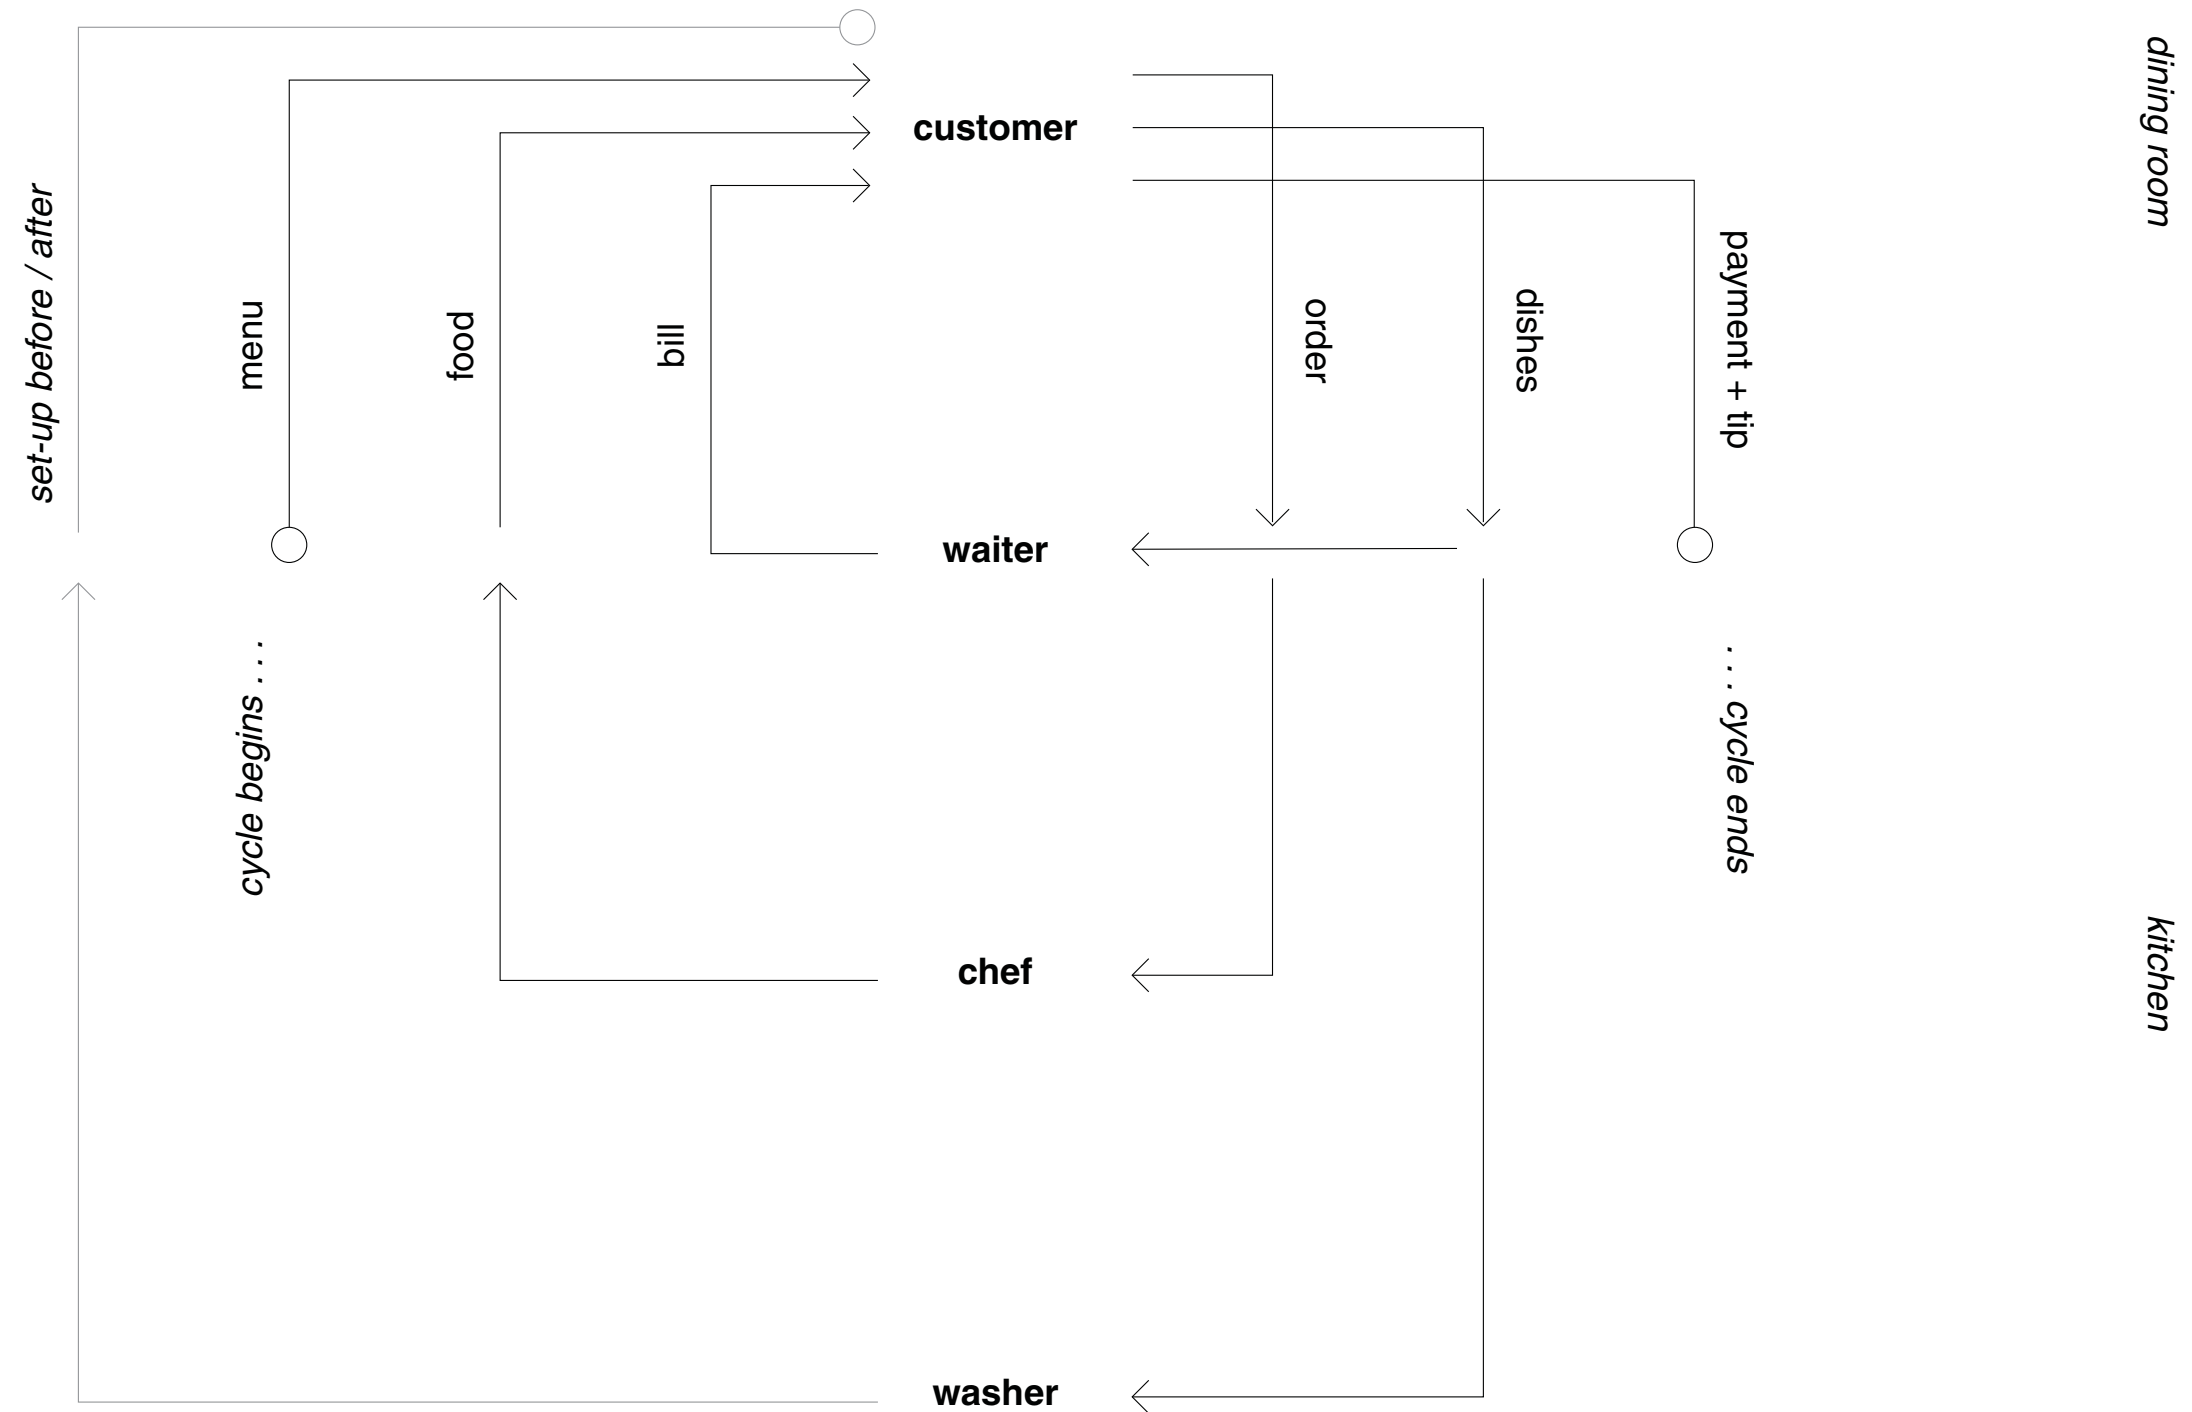 set-up before / after
menu
food
bill
customer
order
dishes
payment + tip
dining room
waiter
cycle begins . . .
. . . cycle ends
chef
kitchen
washer